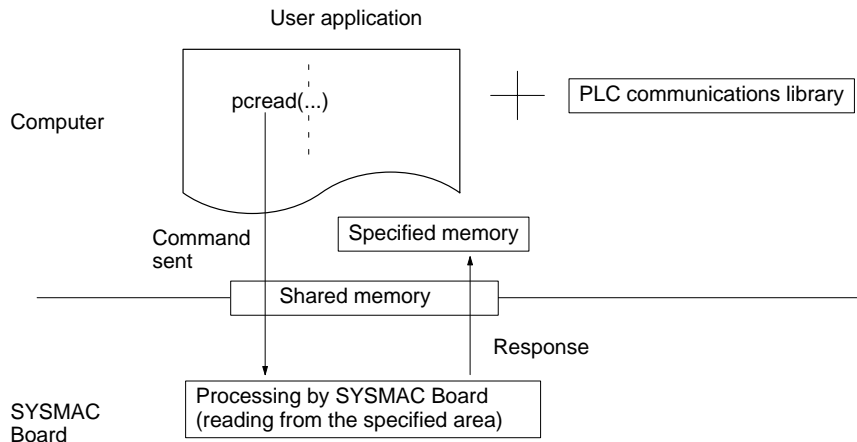 User application
pcread(...)
PLC communications library
Computer
Command
sent
Specified memory
Shared memory
Response
Processing by SYSMAC Board
(reading from the specified area)
SYSMAC
Board